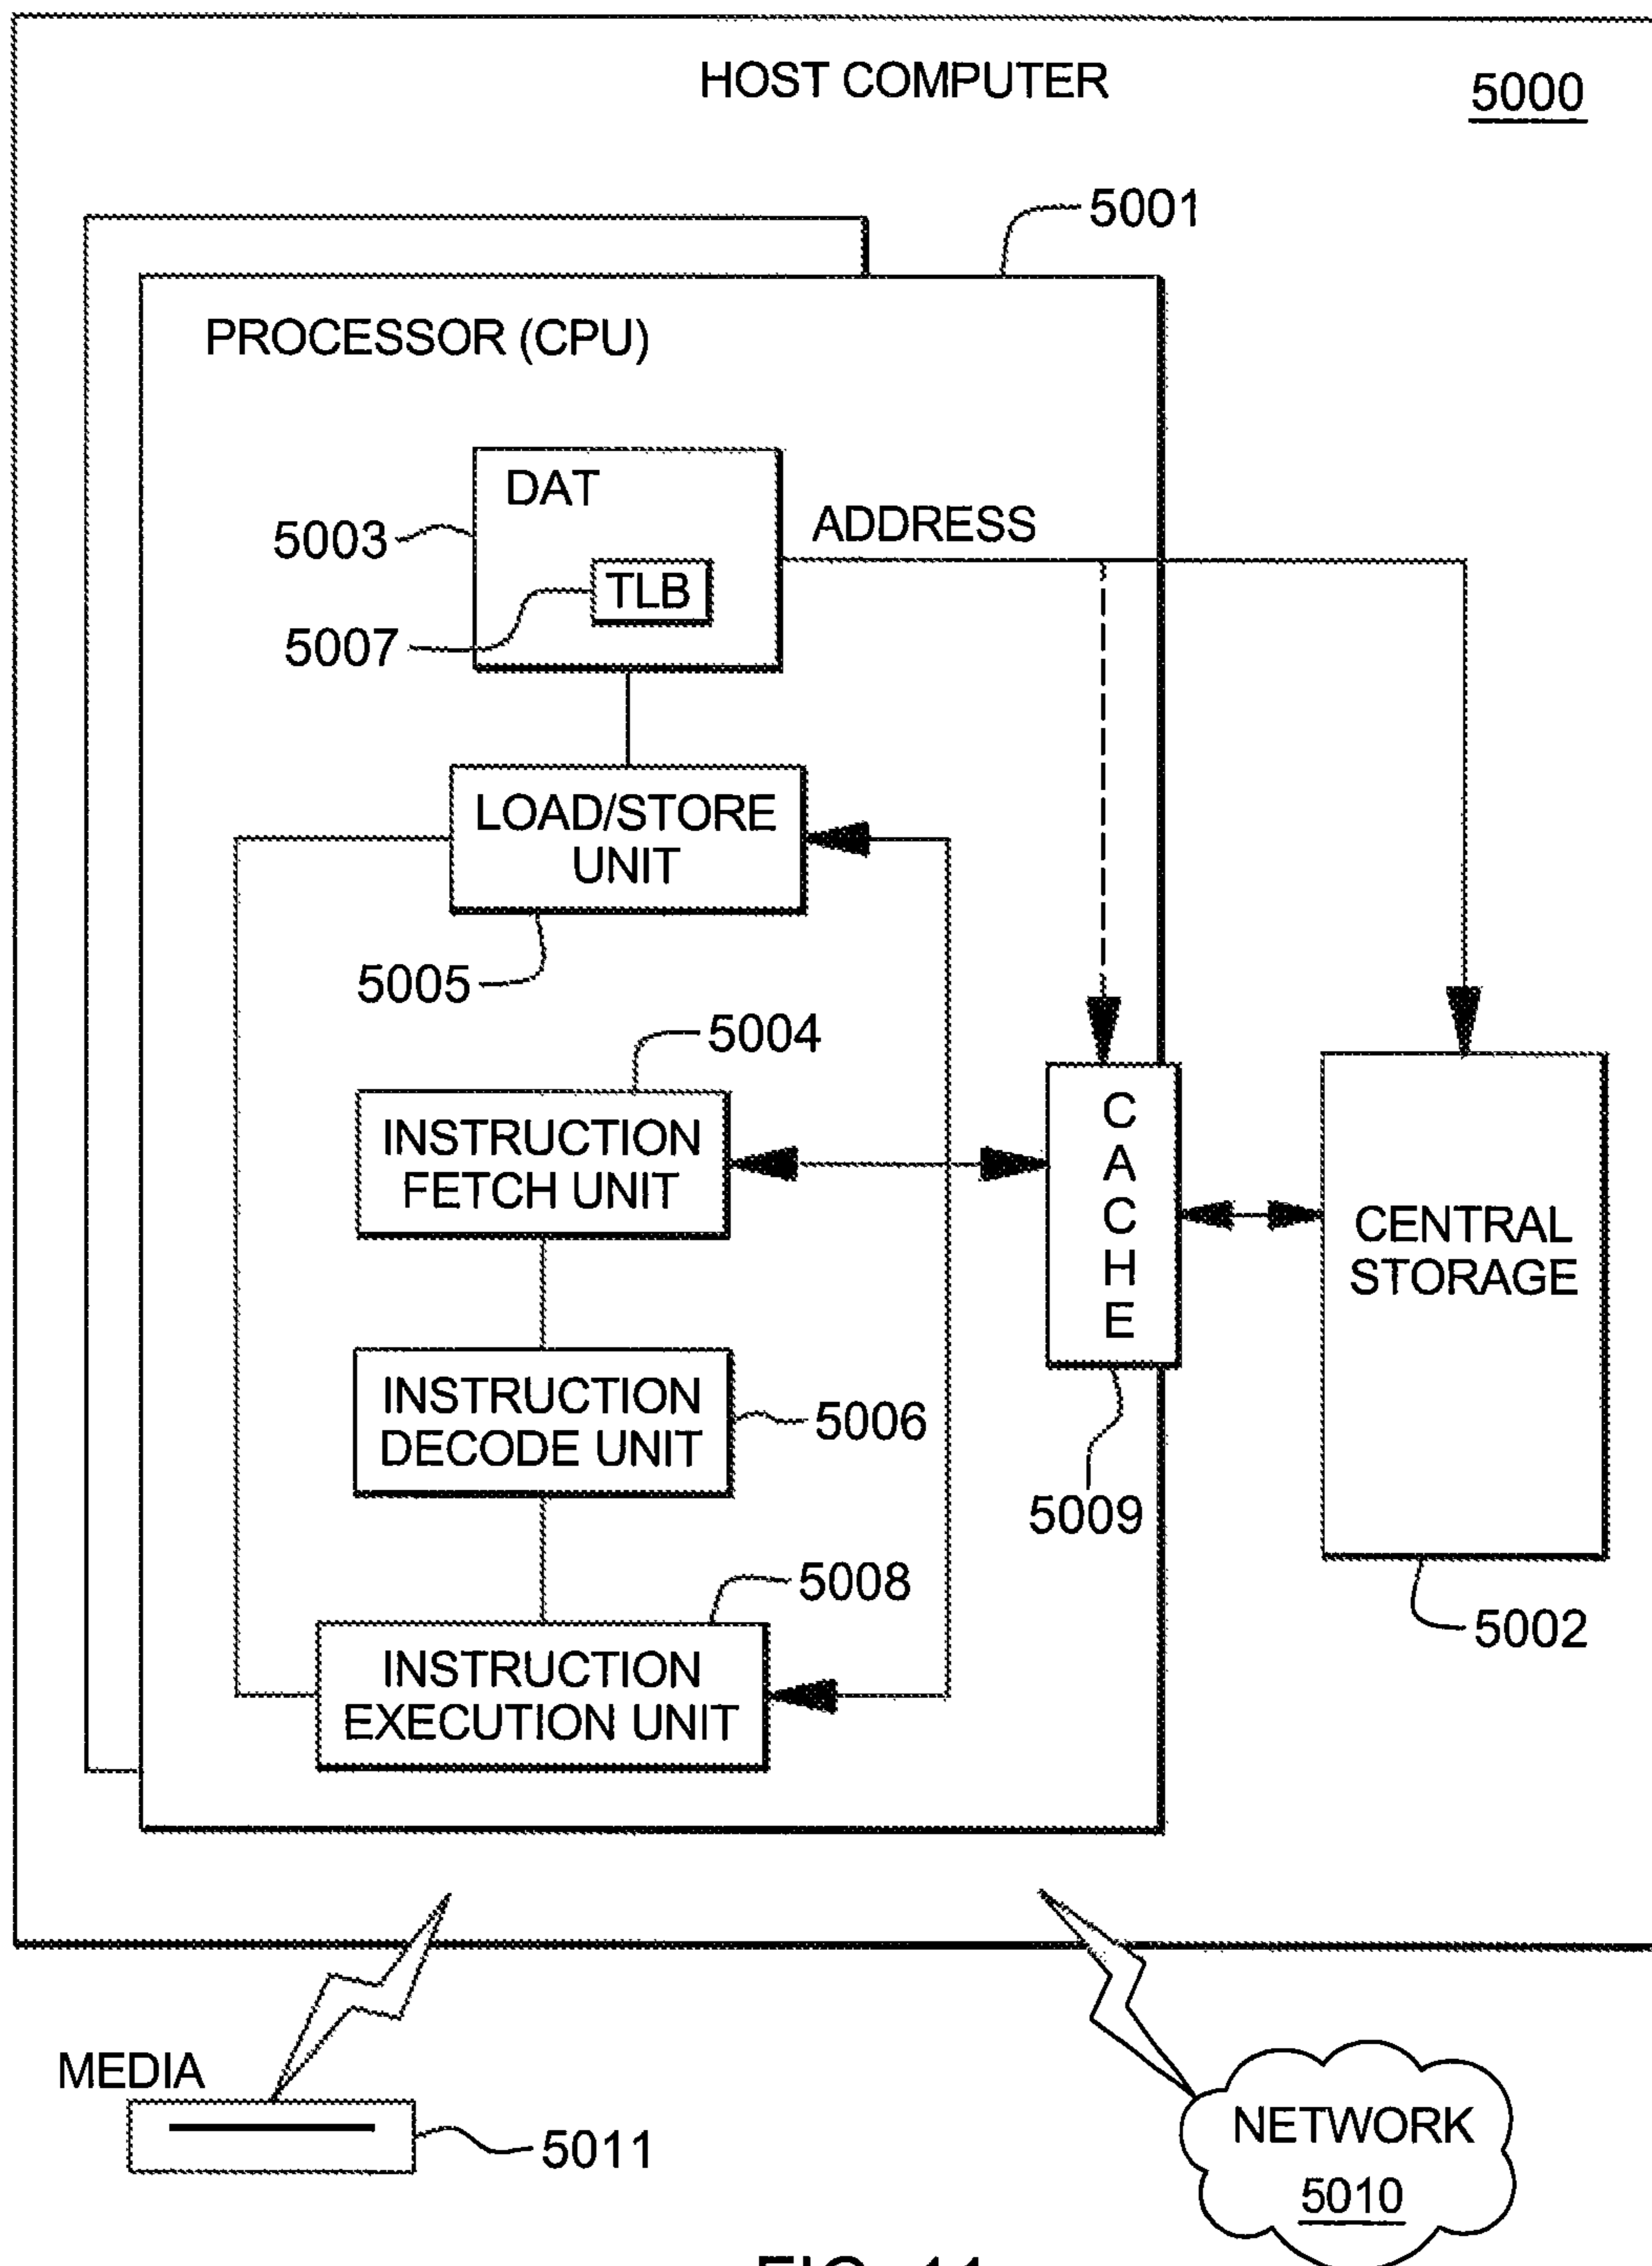 HOST COMPUTER
5000
5001
PROCESSOR (CPU)
DAT
5003
ADDRESS
TLB
5007
LOAD/STORE
UNIT
5005
5004
INSTRUCTION
FETCH UNIT
CACHE
CENTRAL
STORAGE
INSTRUCTION
DECODE UNIT
5006
5009
5008
5002
INSTRUCTION
EXECUTION UNIT
MEDIA
5011
NETWORK
5010